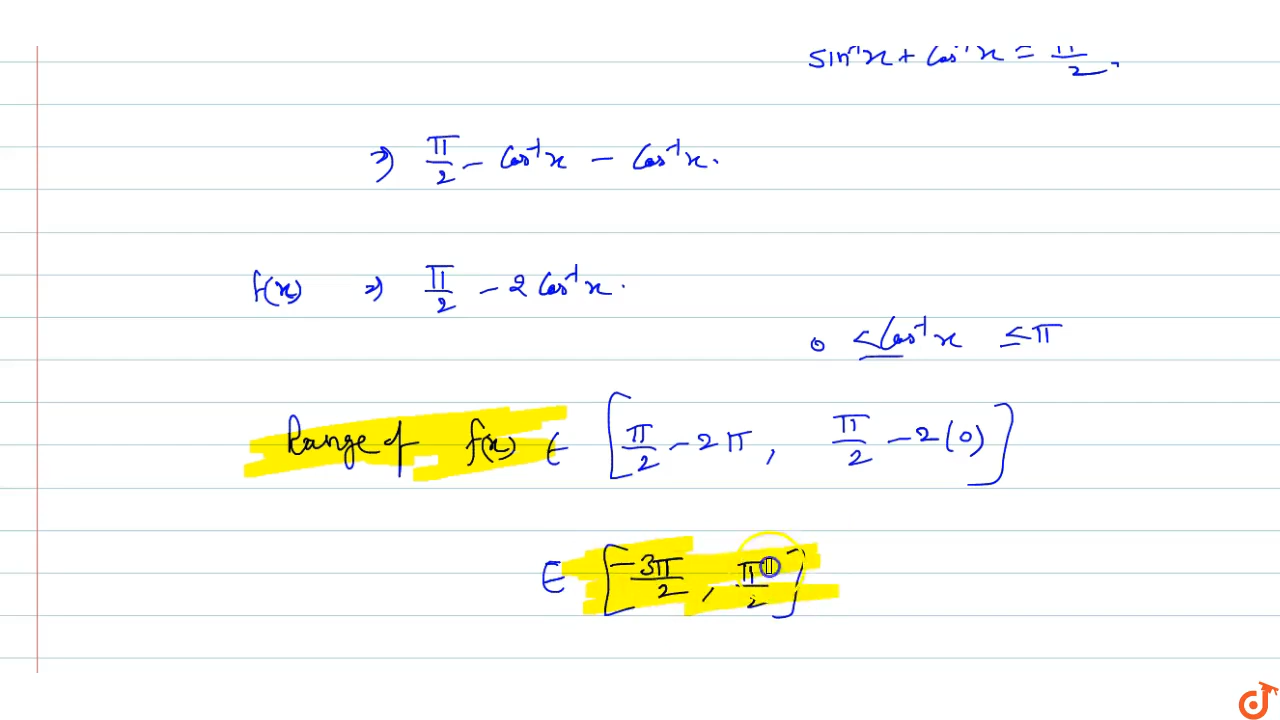 sin⁻¹x + Cos⁻¹x = π/2,
⇒ π/2 - Cos⁻¹x - Cos⁻¹x.
f(x) ⇒ π/2 - 2 Cos⁻¹x.
0 ≤ Cos⁻¹x ≤ π
Range of f(x) ∈ [π/2 - 2π, π/2 - 2(0)]
∈ [-3π/2, π/2]